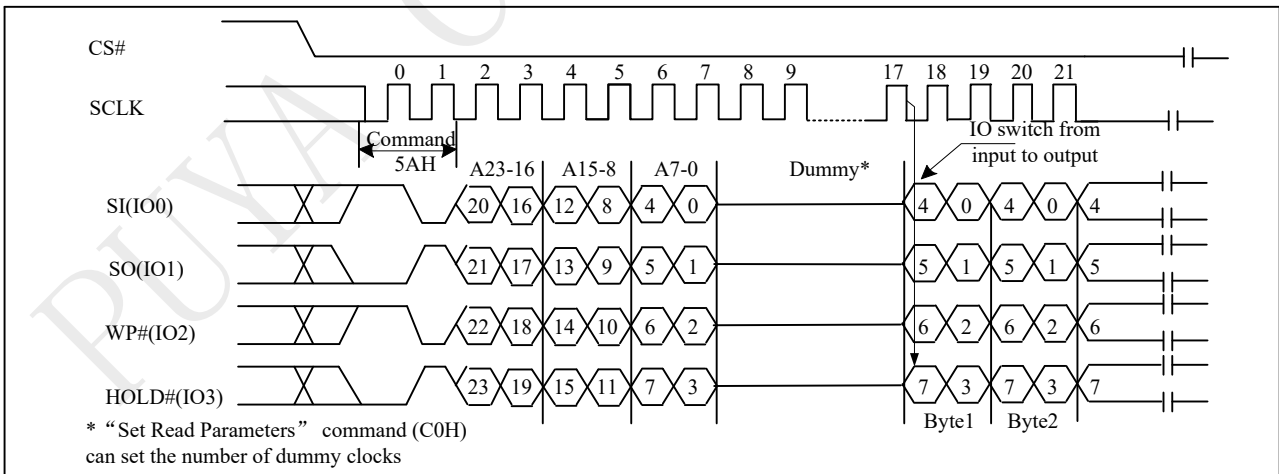 CS#
0 1 2 3 4 5 6 7 8 9 17 18 19 20 21
SCLK
Command
5AH
IO switch from
input to output
A23-16 A15-8 A7-0 Dummy*
SI(IO0) 20 16 12 8 4 0 4 0 4 0 4
SO(IO1) 21 17 13 9 5 1 5 1 5 1 5
WP#(IO2) 22 18 14 10 6 2 6 2 6 2 6
HOLD#(IO3) 23 19 15 11 7 3 7 3 7 3 7
Byte1 Byte2
* “Set Read Parameters” command (C0H)
can set the number of dummy clocks
PUYA